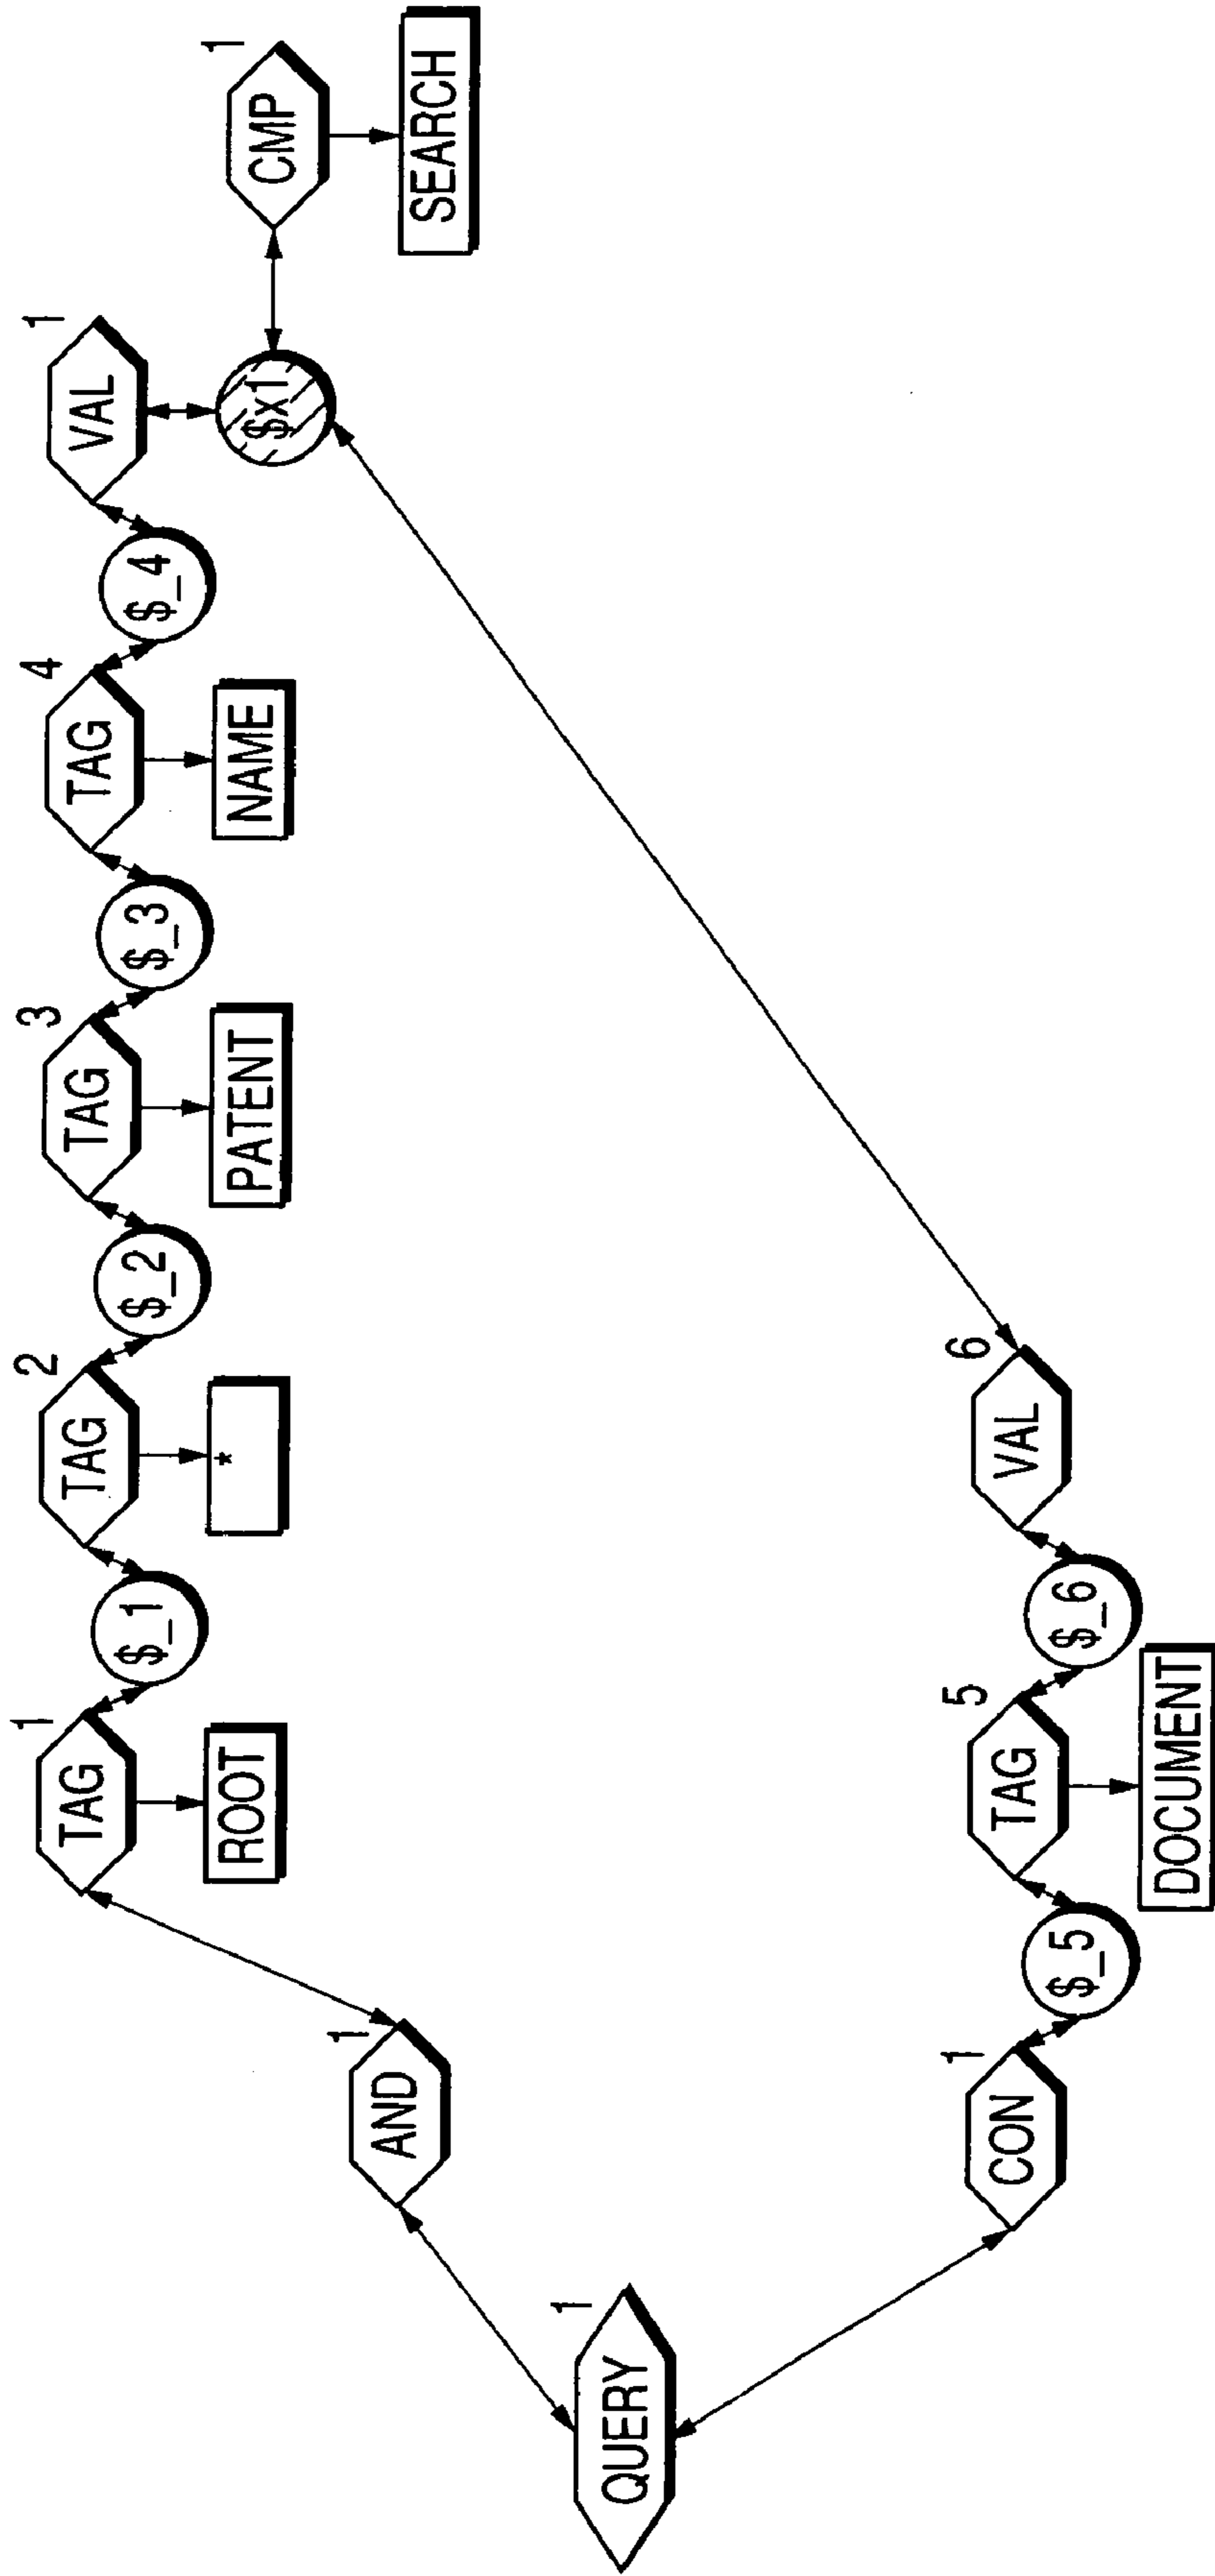 QUERY
1
AND
1
TAG
1
ROOT
$_1
TAG
2
*
$_2
TAG
3
PATENT
$_3
TAG
4
NAME
$_4
VAL
1
$x1
CMP
1
SEARCH
CON
1
$_5
TAG
5
DOCUMENT
$_6
VAL
6